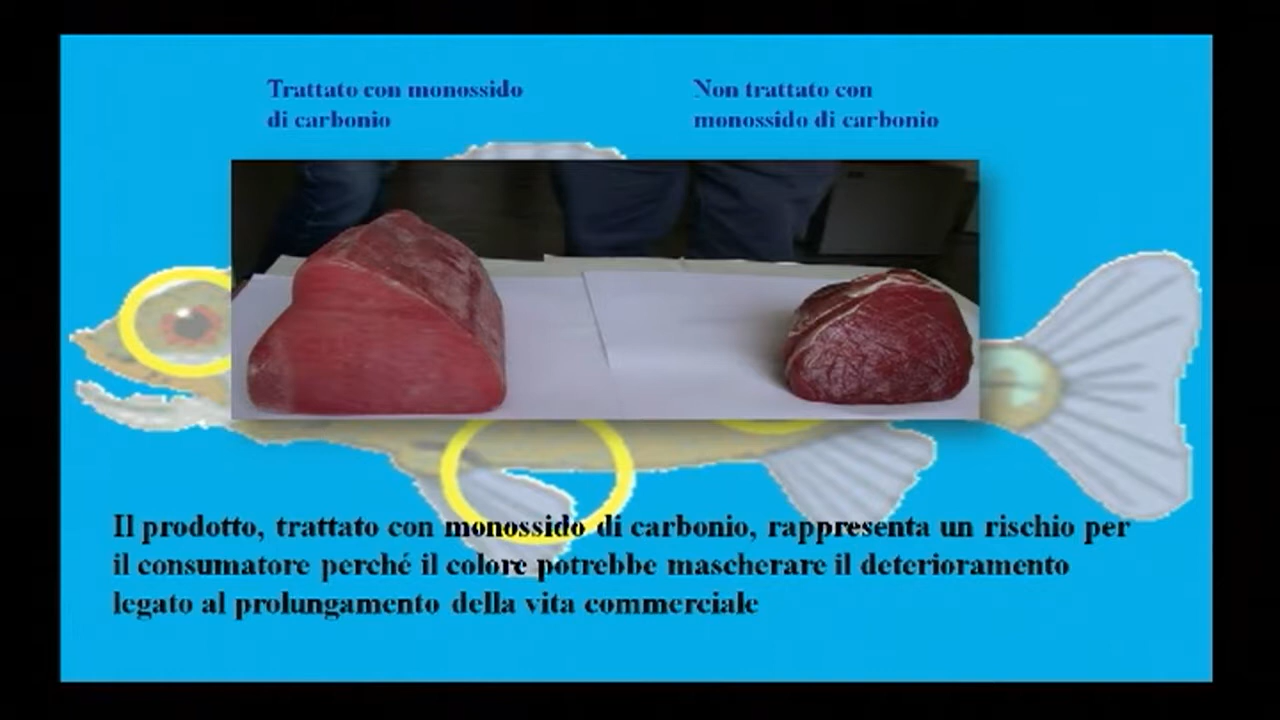 Trattato con monossido
di carbonio
Non trattato con
monossido di carbonio
Il prodotto, trattato con monossido di carbonio, rappresenta un rischio per
il consumatore perché il colore potrebbe mascherare il deterioramento
legato al prolungamento della vita commerciale